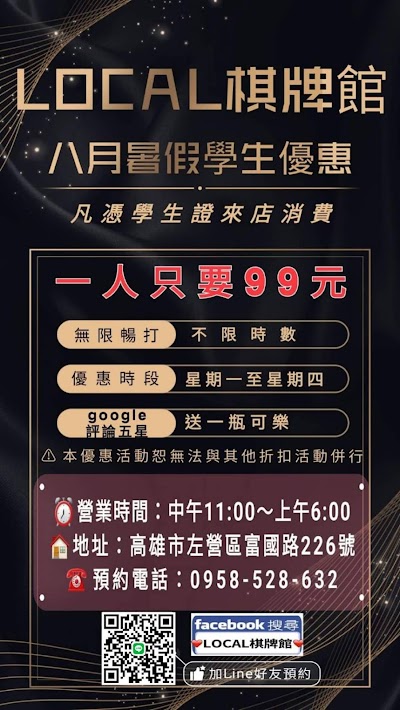 LOCAL棋牌館
八月暑假學生優惠
凡憑學生證來店消費
一人只要99元
無限暢打 不限時數
優惠時段 星期一至星期四
google
評論五星 送一瓶可樂
⚠本優惠活動恕無法與其他折扣活動併行
⏰營業時間：中午11:00～上午6:00
🏠地址：高雄市左營區富國路226號
☎預約電話：0958-528-632
facebook 搜尋
LOCAL棋牌館
加Line好友預約